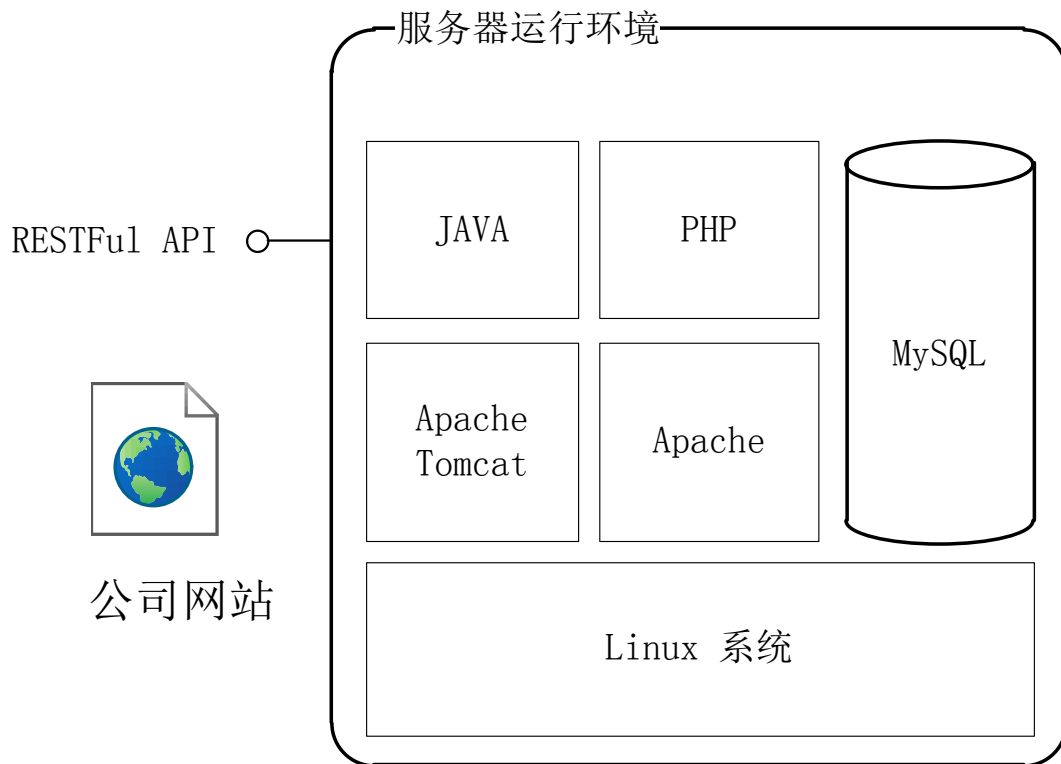 服务器运行环境
JAVA
PHP
RESTFul API
MySQL
Apache
Tomcat
Apache
公司网站
Linux 系统